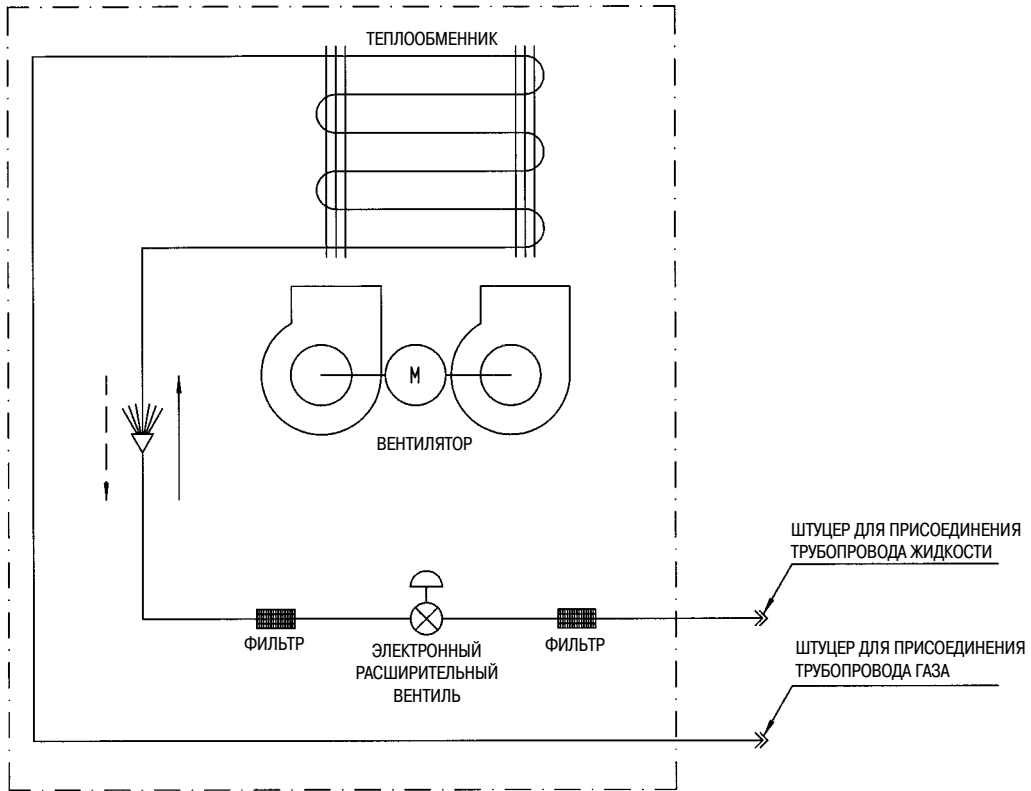 ТЕПЛООБМЕННИК
М
ВЕНТИЛЯТОР
ШТУЦЕР ДЛЯ ПРИСОЕДИНЕНИЯ
ТРУБОПРОВОДА ЖИДКОСТИ
ФИЛЬТР
ЭЛЕКТРОННЫЙ
РАСШИРИТЕЛЬНЫЙ
ВЕНТИЛЬ
ФИЛЬТР
ШТУЦЕР ДЛЯ ПРИСОЕДИНЕНИЯ
ТРУБОПРОВОДА ГАЗА